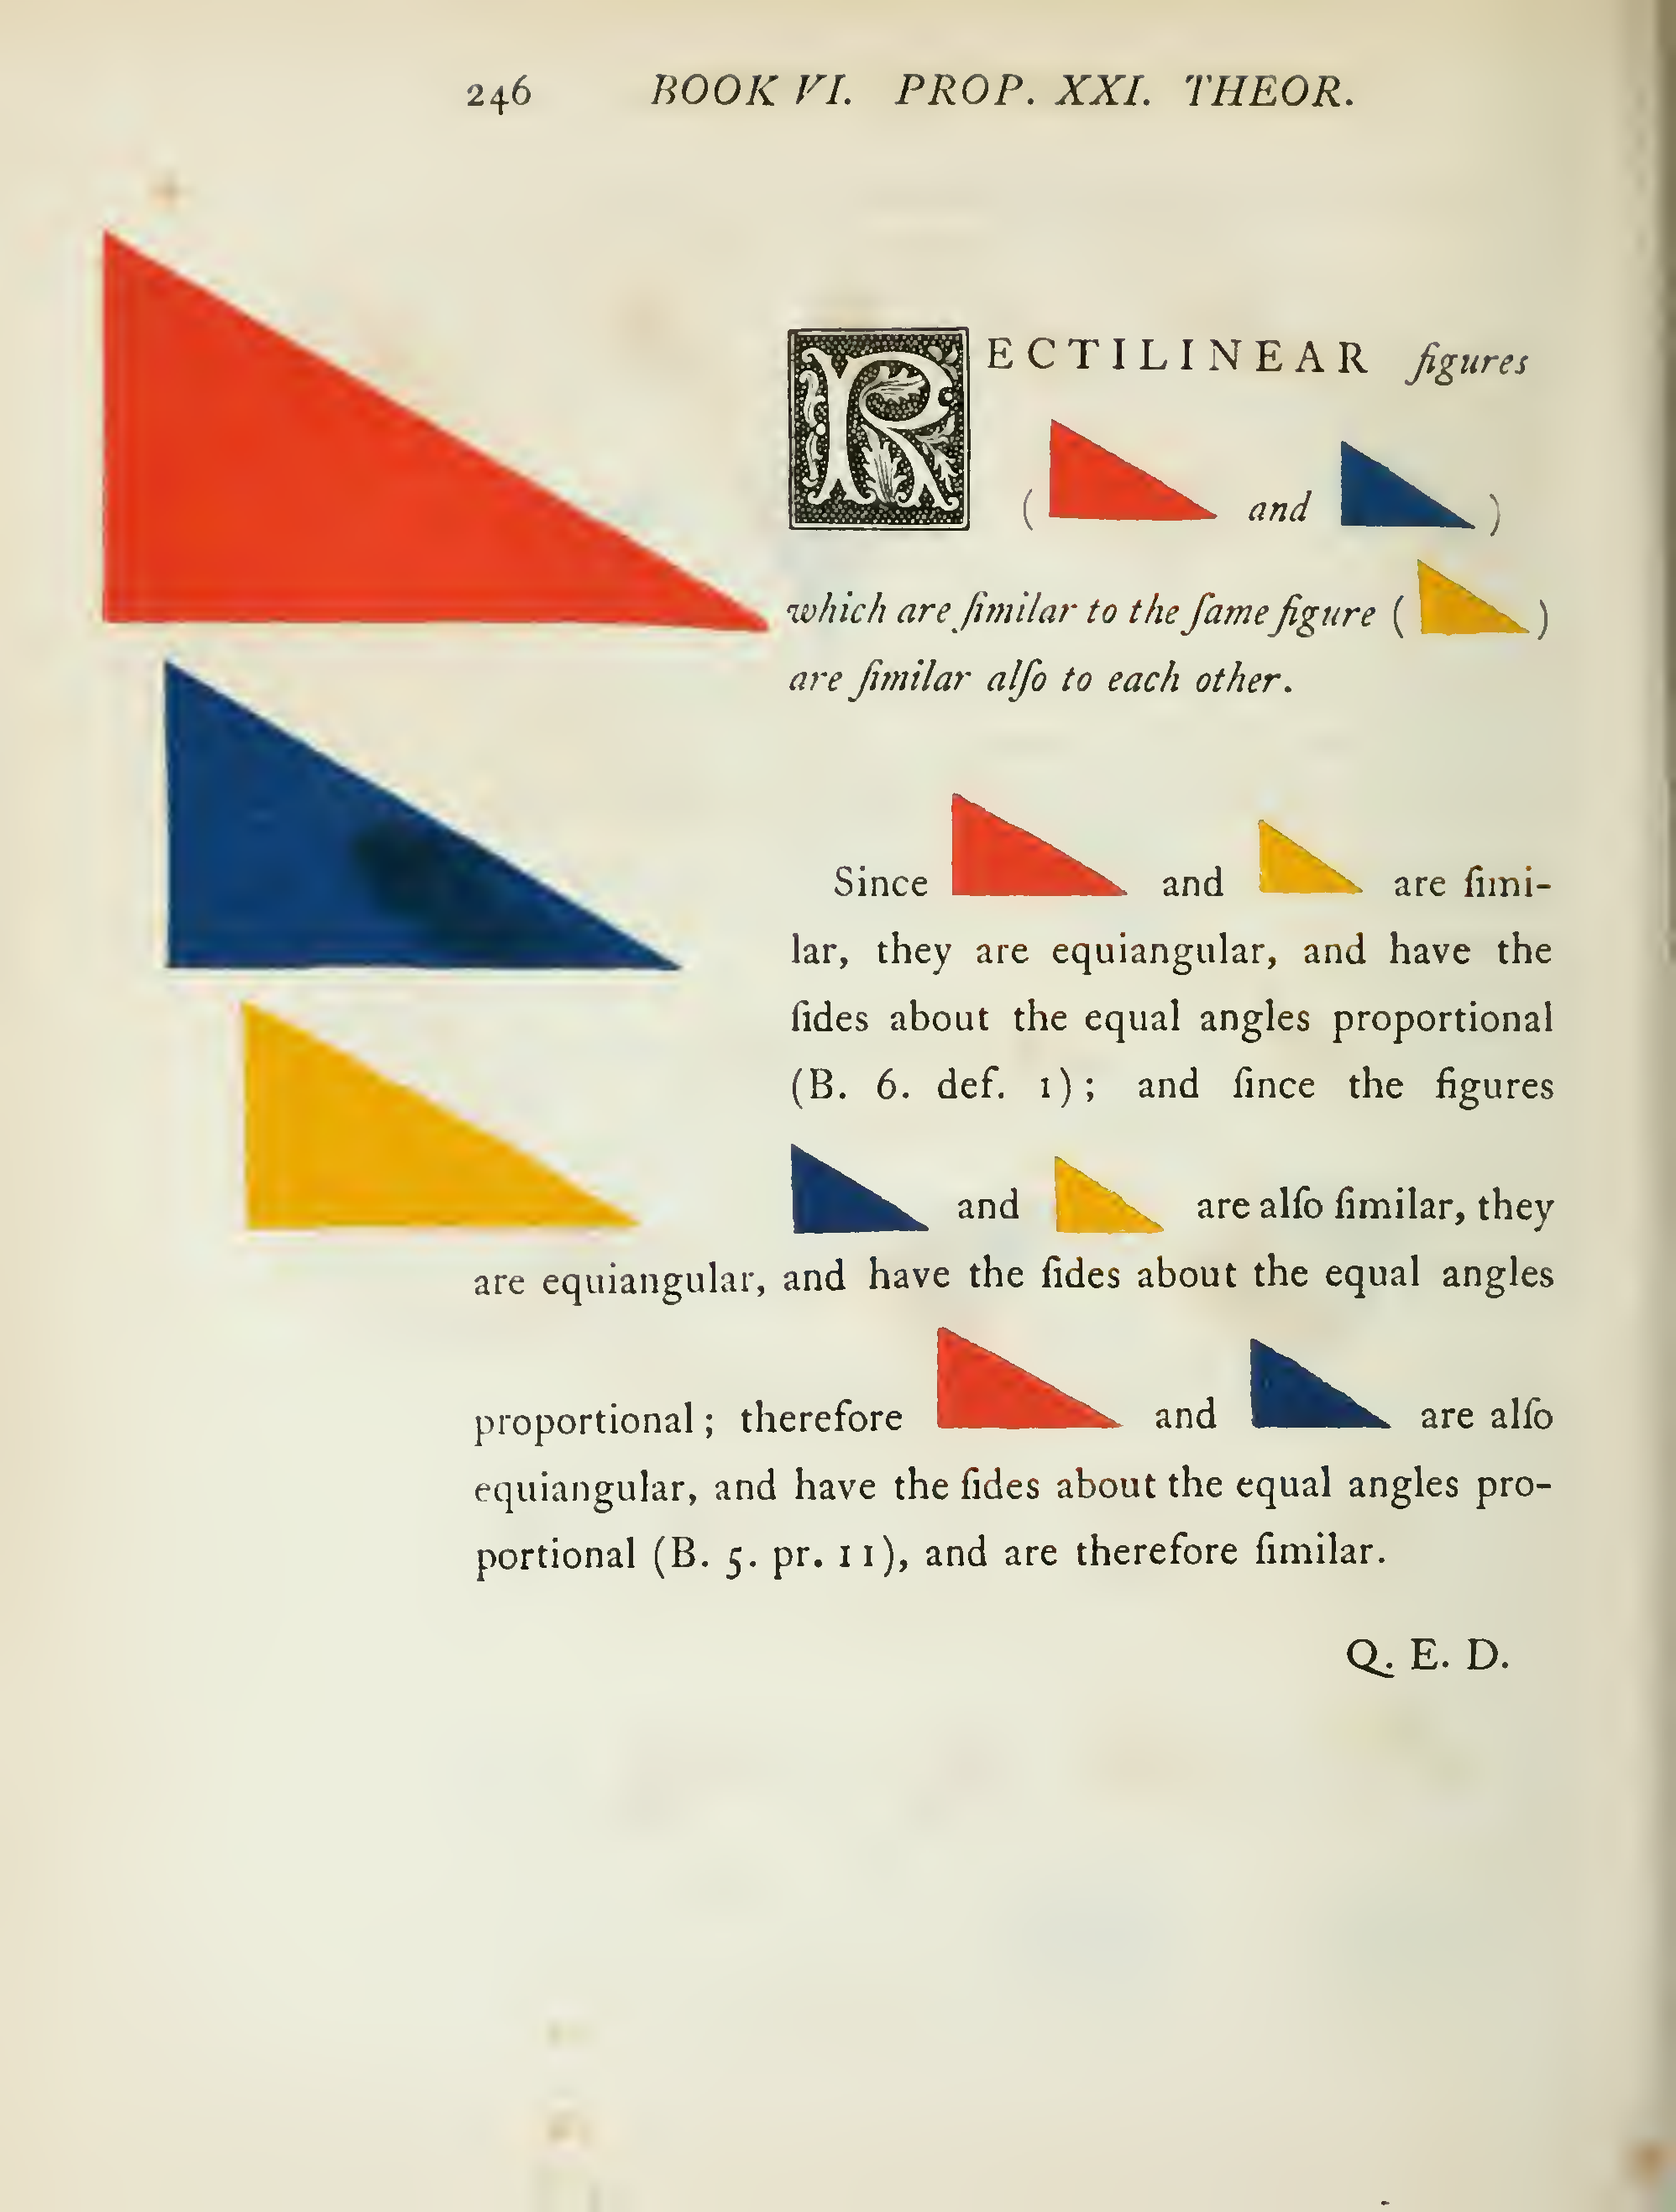 246 BOOK VI. PROP. XXI. THEOR.
RECTILINEAR figures
( and )
which are ſimilar to the ſame figure ( )
are ſimilar alſo to each other.
Since and are ſimi-
lar, they are equiangular, and have the
ſides about the equal angles proportional
(B. 6. def. 1); and ſince the figures
and are alſo ſimilar, they
are equiangular, and have the ſides about the equal angles
proportional; therefore and are alſo
equiangular, and have the ſides about the equal angles pro-
portional (B. 5. pr. 11), and are therefore ſimilar.
Q. E. D.